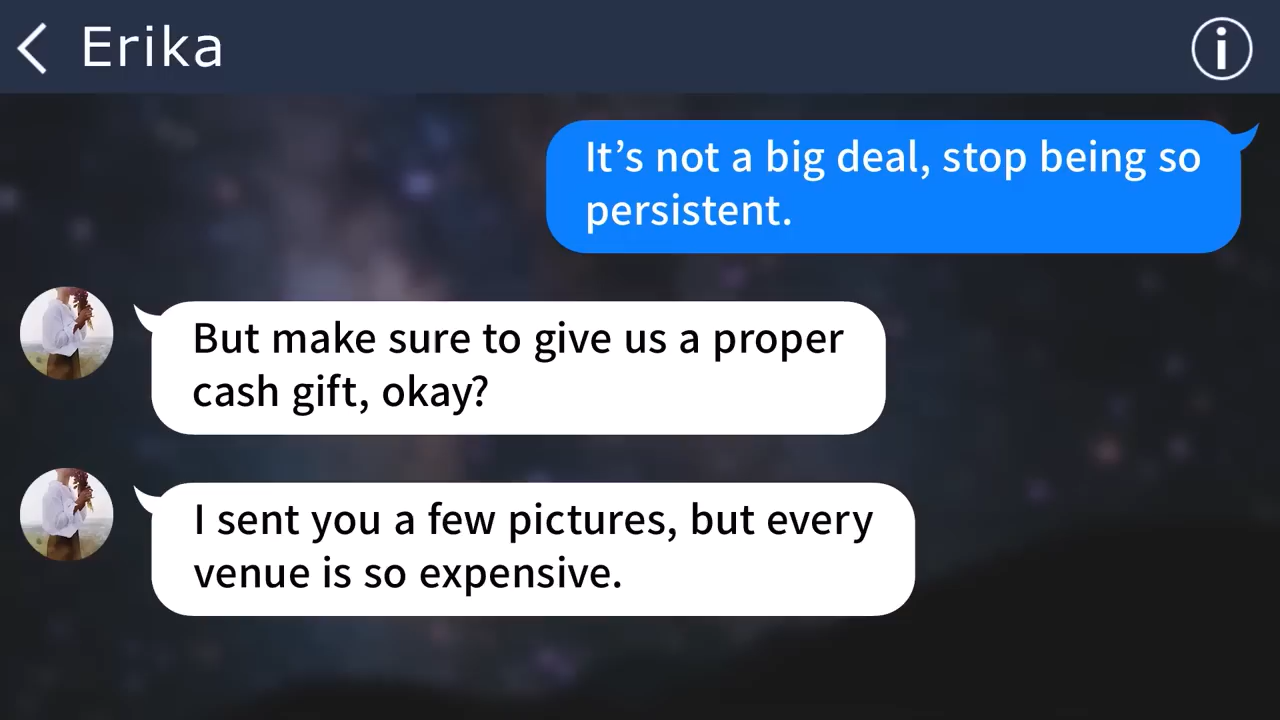 Erika
It’s not a big deal, stop being so
persistent.
But make sure to give us a proper
cash gift, okay?
I sent you a few pictures, but every
venue is so expensive.